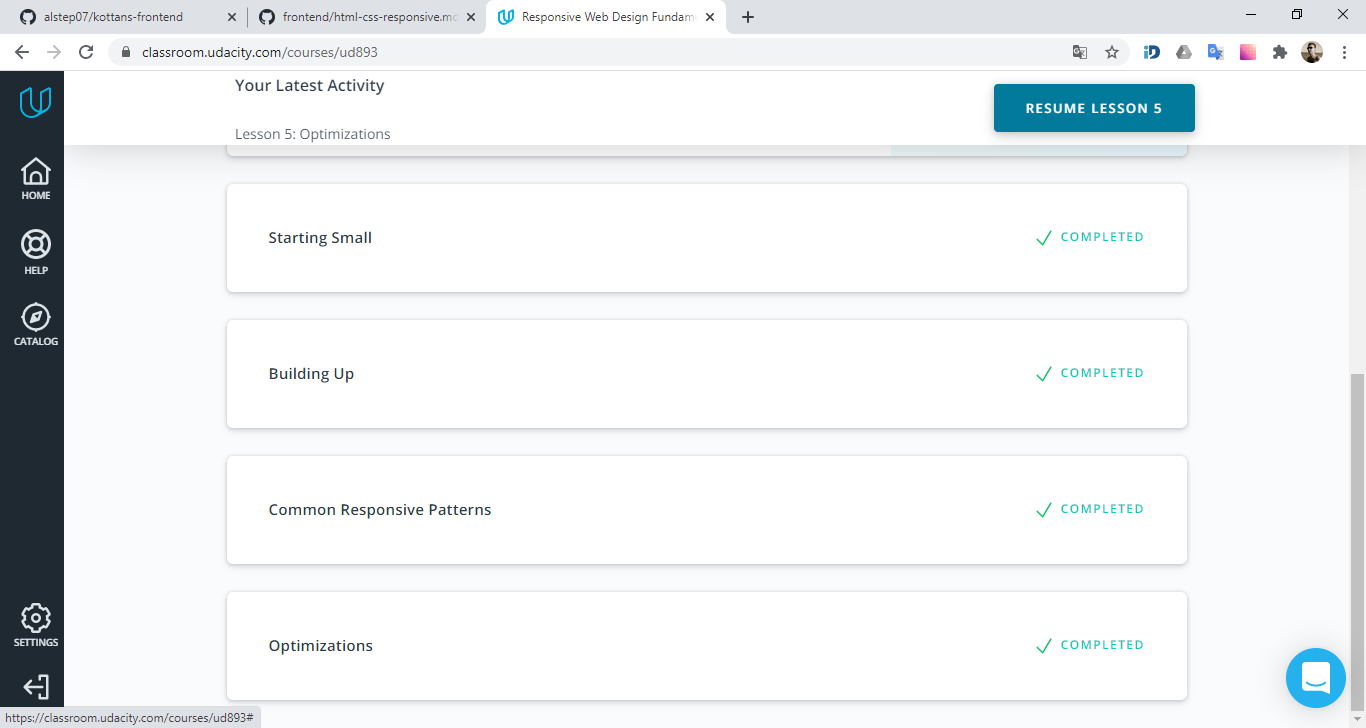 alstep07/kottans-frontend
frontend/html-css-responsive.md
Responsive Web Design Fundam
classroom.udacity.com/courses/ud893
Your Latest Activity
RESUME LESSON 5
Lesson 5: Optimizations
HOME
Starting Small
COMPLETED
HELP
CATALOG
Building Up
COMPLETED
Common Responsive Patterns
COMPLETED
SETTINGS
Optimizations
COMPLETED
https://classroom.udacity.com/courses/ud893#